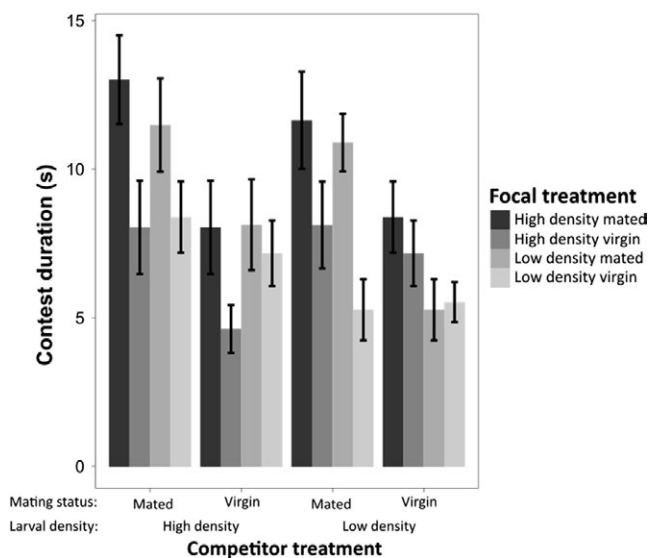 15
10
5
0
Contest duration (s)
Focal treatment
High density mated
High density virgin
Low density mated
Low density virgin
Mating status: Mated Virgin Mated Virgin
Larval density: High density Low density
Competitor treatment